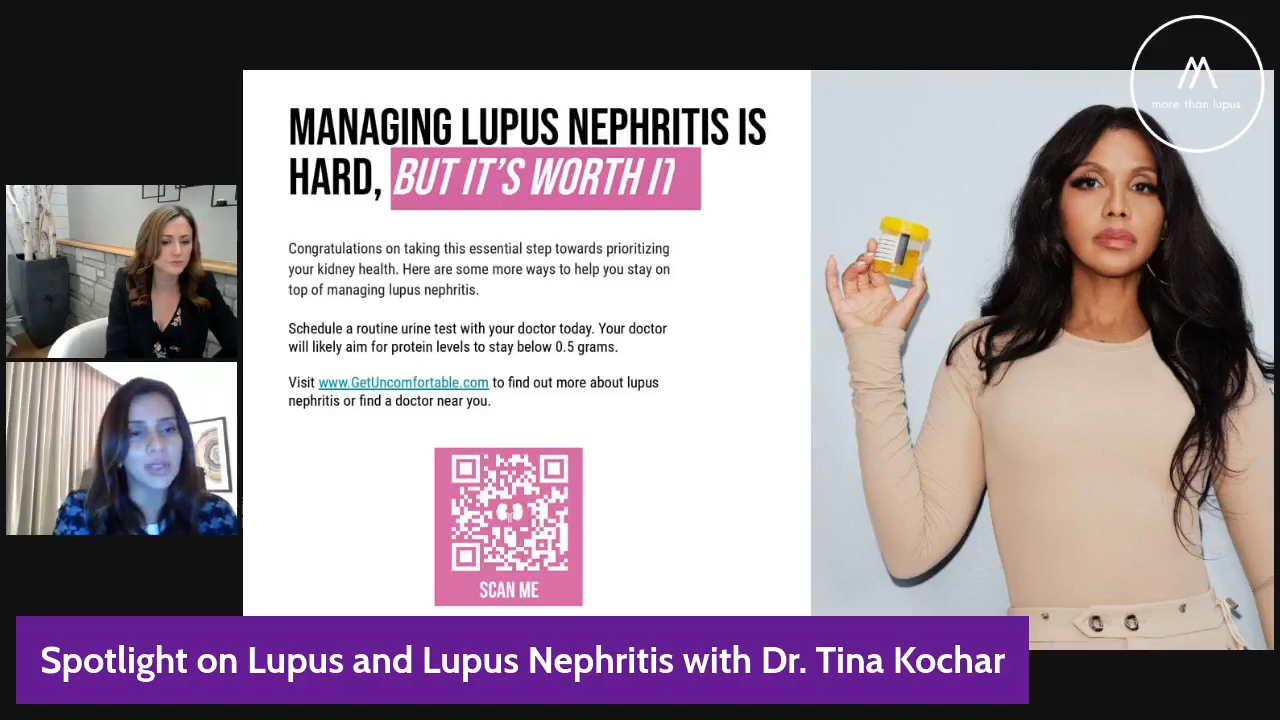 more than lupus
MANAGING LUPUS NEPHRITIS IS
HARD, BUT IT'S WORTH IT
Congratulations on taking this essential step towards prioritizing
your kidney health. Here are some more ways to help you stay on
top of managing lupus nephritis.
Schedule a routine urine test with your doctor today. Your doctor
will likely aim for protein levels to stay below 0.5 grams.
Visit www.GetUncomfortable.com to find out more about lupus
nephritis or find a doctor near you.
SCAN ME
Spotlight on Lupus and Lupus Nephritis with Dr. Tina Kochar